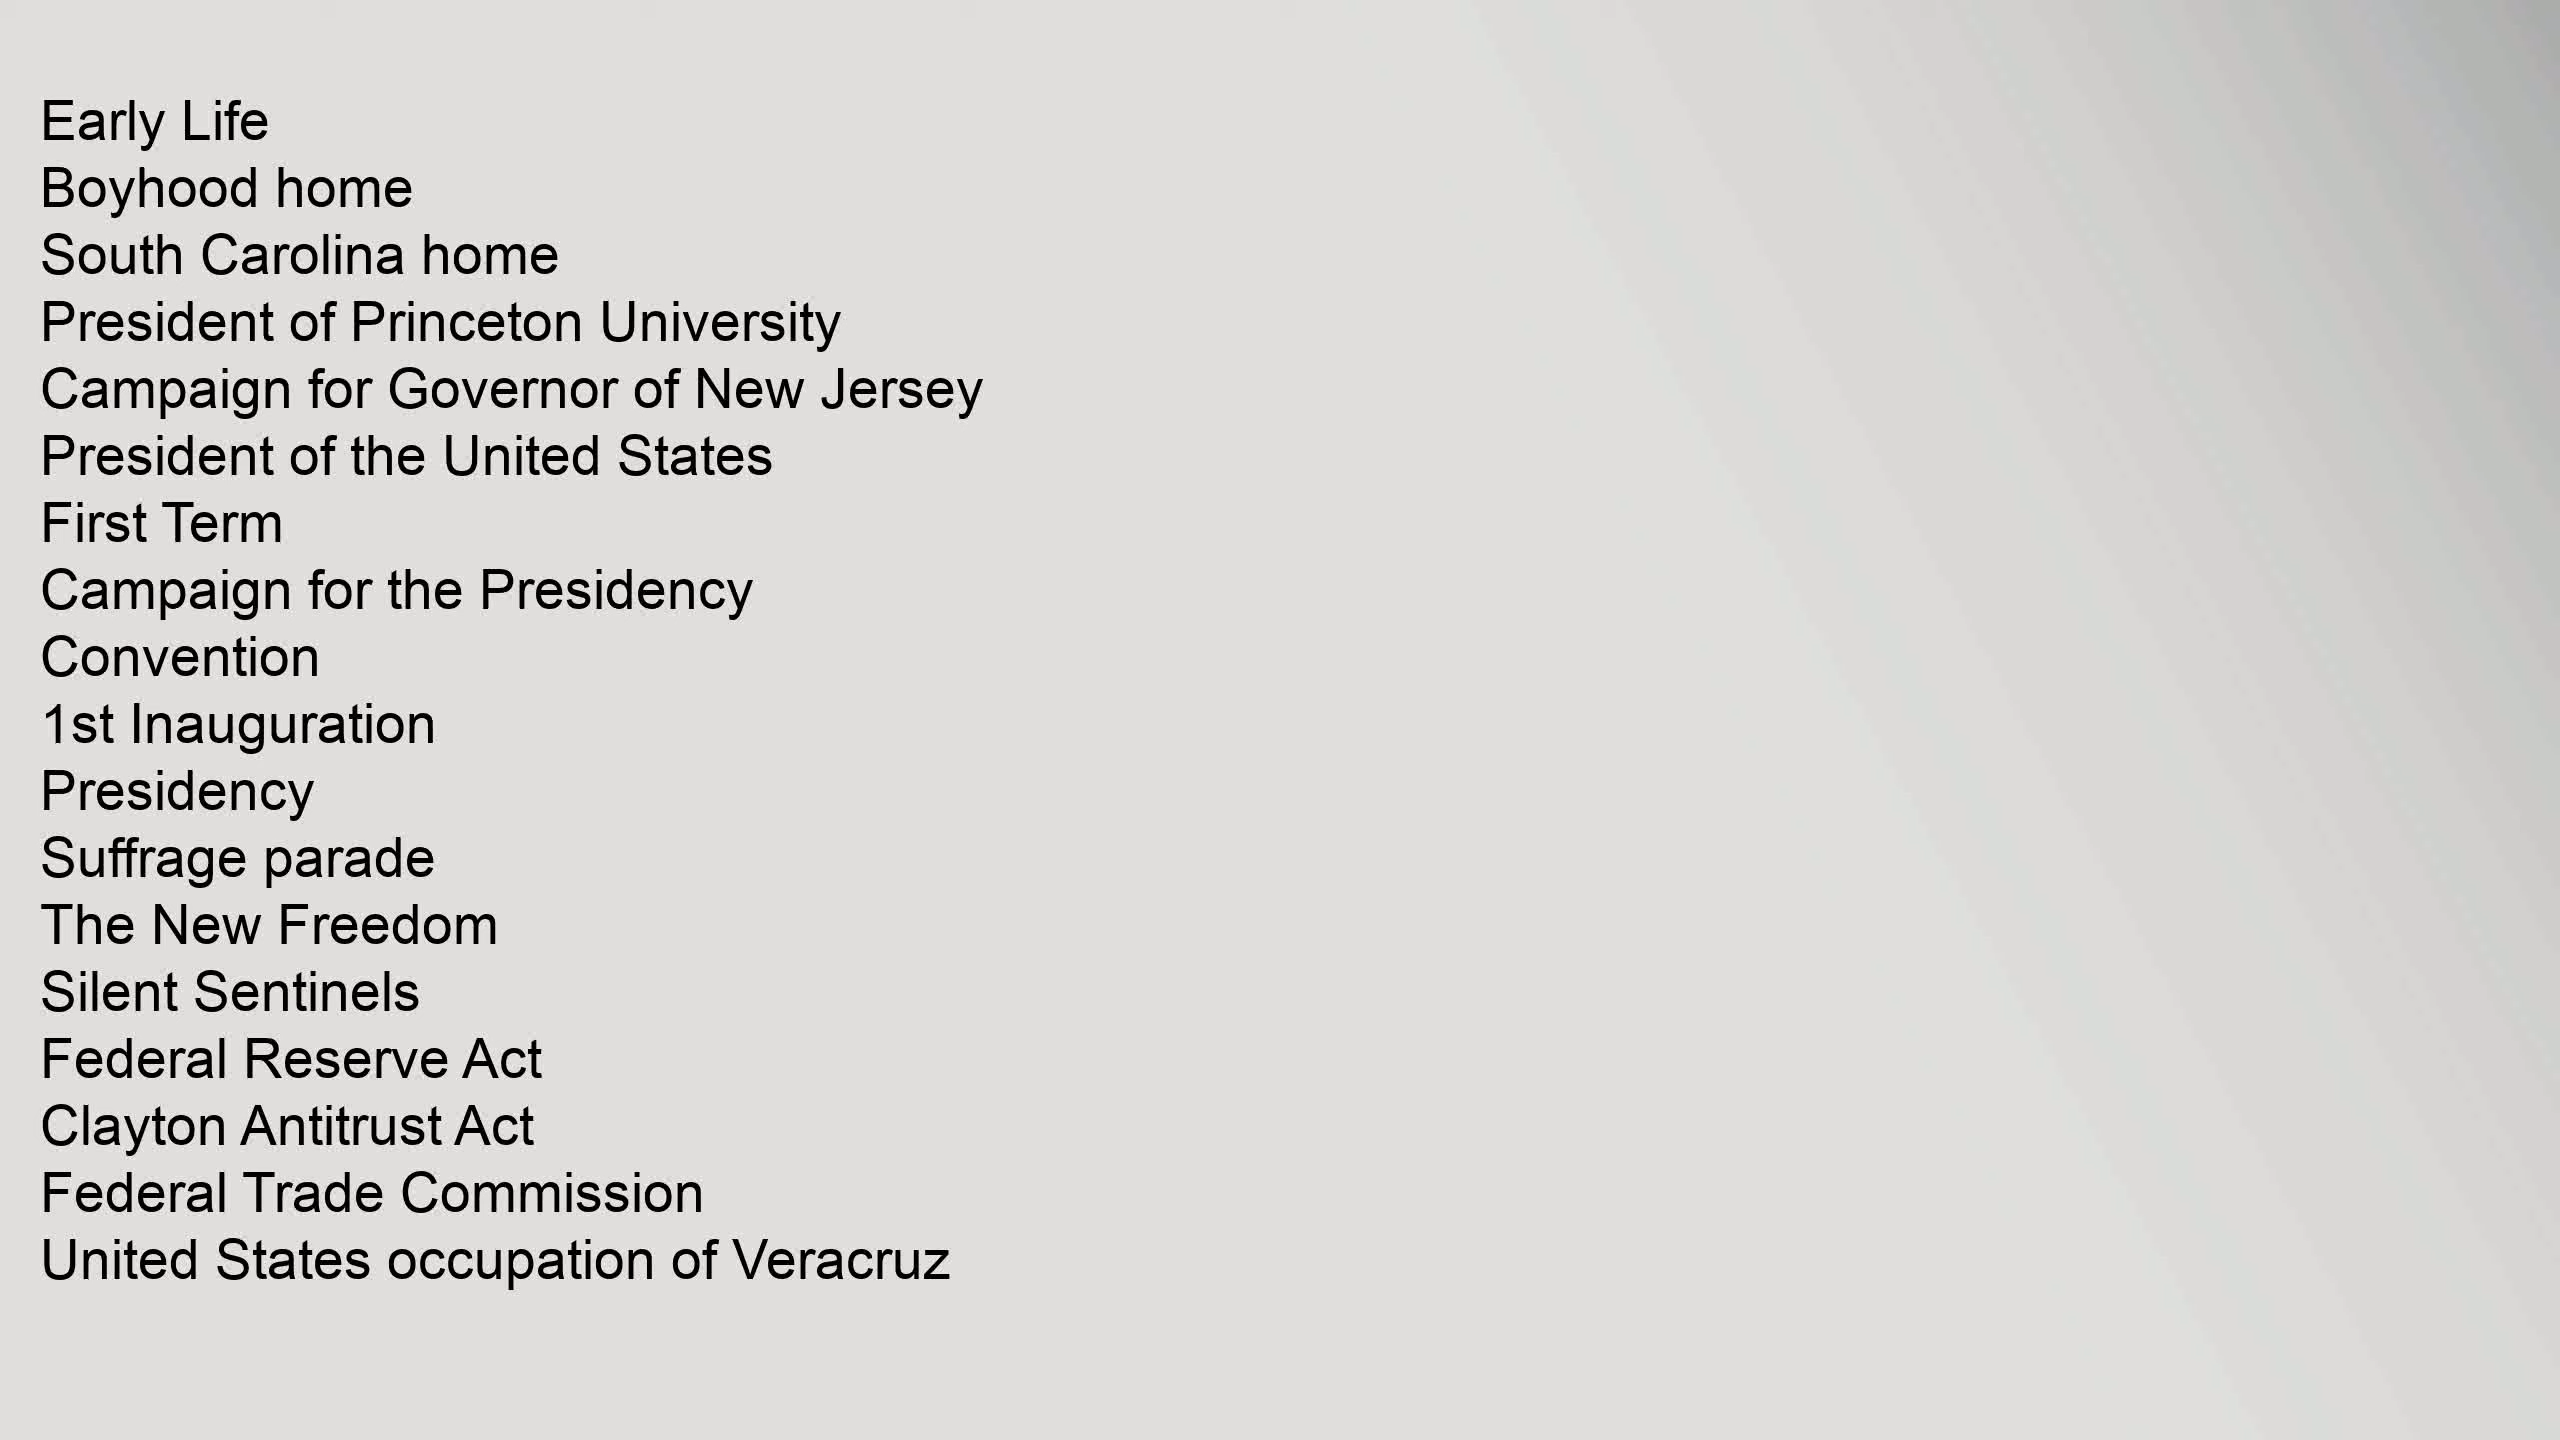 Early Life
Boyhood home
South Carolina home
President of Princeton University
Campaign for Governor of New Jersey
President of the United States
First Term
Campaign for the Presidency
Convention
1st Inauguration
Presidency
Suffrage parade
The New Freedom
Silent Sentinels
Federal Reserve Act
Clayton Antitrust Act
Federal Trade Commission
United States occupation of Veracruz